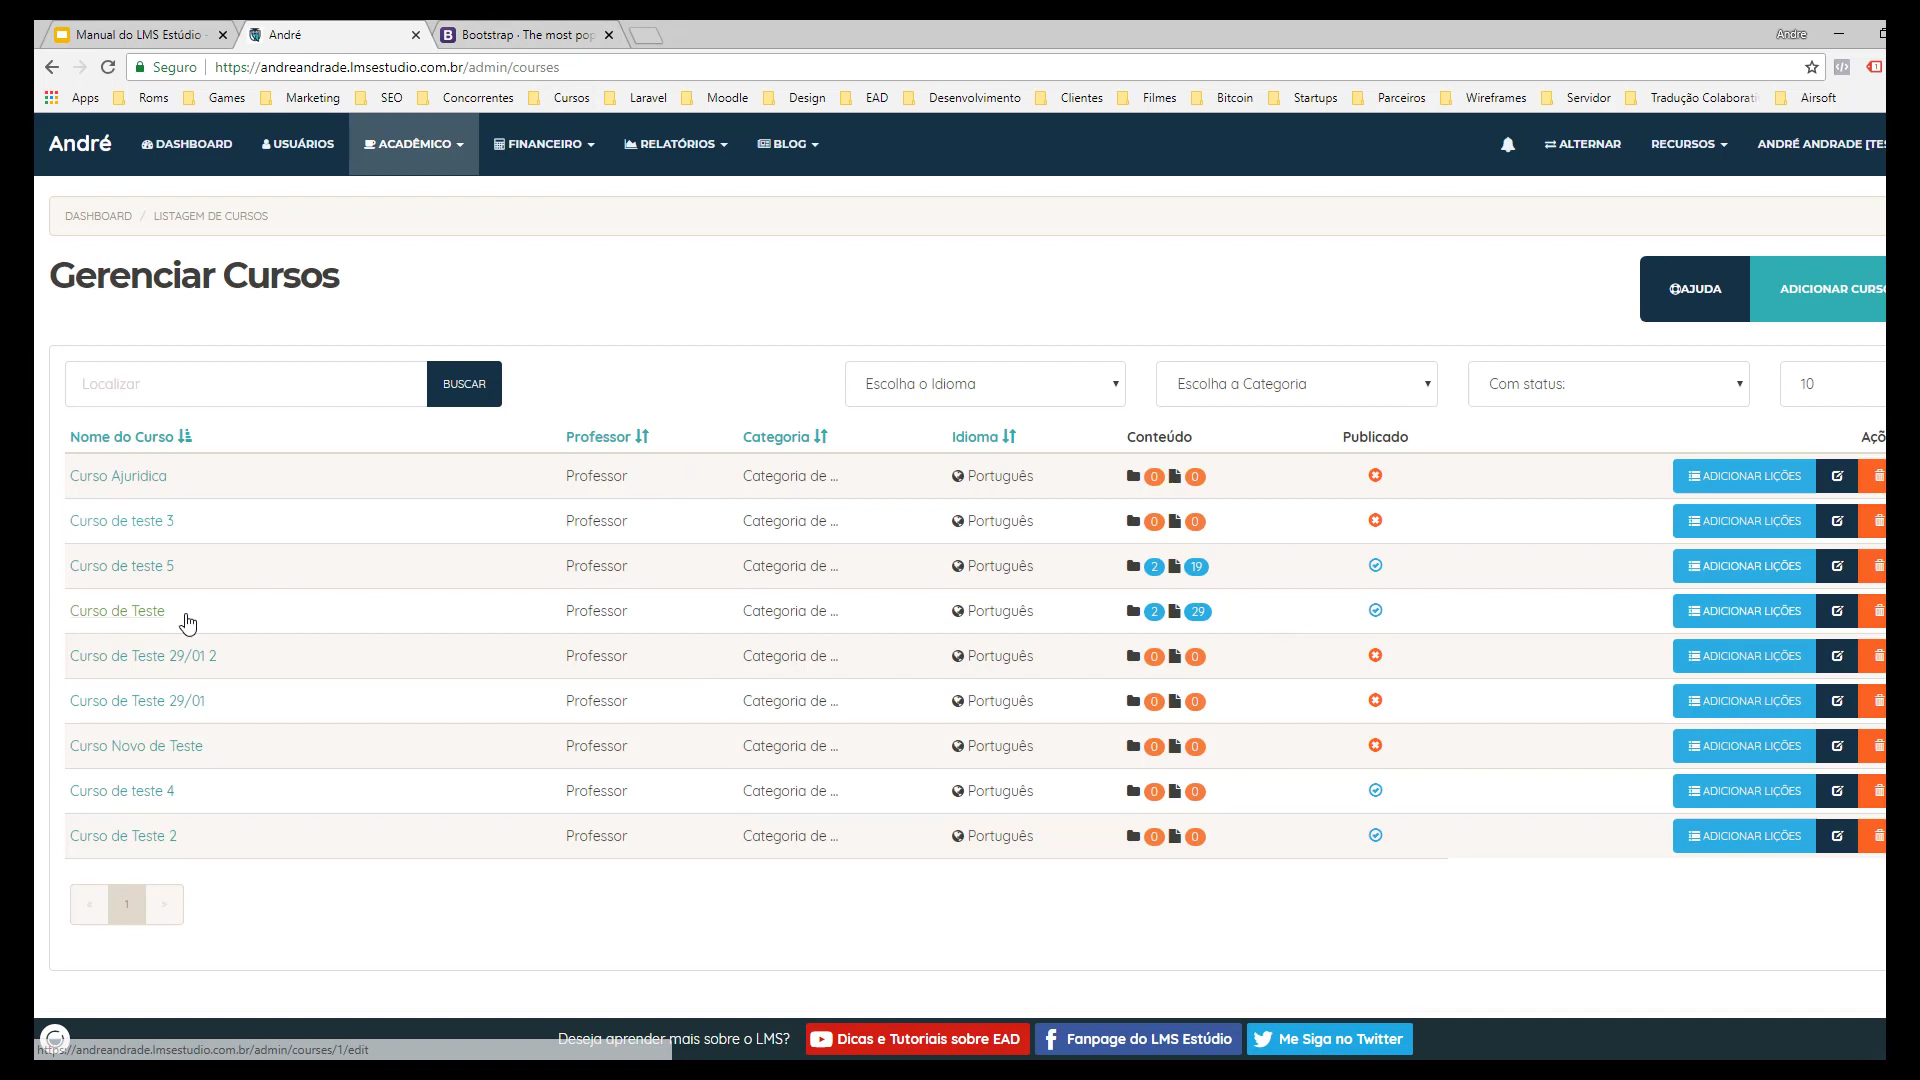 Manual do LMS Estúdio
André
Bootstrap · The most pop
Andre
Seguro
https://andreandrade.lmsestudio.com.br/admin/courses
Apps Roms Games Marketing SEO Concorrentes Cursos Laravel Moodle Design EAD Desenvolvimento Clientes Filmes Bitcoin Startups Parceiros Wireframes Servidor Tradução Colaborati Airsoft
André DASHBOARD USUÁRIOS ACADÊMICO FINANCEIRO RELATÓRIOS BLOG ALTERNAR RECURSOS ANDRÉ ANDRADE [TES
DASHBOARD / LISTAGEM DE CURSOS
Gerenciar Cursos
AJUDA
ADICIONAR CURSO
Localizar BUSCAR Escolha o Idioma Escolha a Categoria Com status: 10
Nome do Curso Professor Categoria Idioma Conteúdo Publicado Açõ
Curso Ajuridica Professor Categoria de ... Português 0 0 ADICIONAR LIÇÕES
Curso de teste 3 Professor Categoria de ... Português 0 0 ADICIONAR LIÇÕES
Curso de teste 5 Professor Categoria de ... Português 2 19 ADICIONAR LIÇÕES
Curso de Teste Professor Categoria de ... Português 2 29 ADICIONAR LIÇÕES
Curso de Teste 29/01 2 Professor Categoria de ... Português 0 0 ADICIONAR LIÇÕES
Curso de Teste 29/01 Professor Categoria de ... Português 0 0 ADICIONAR LIÇÕES
Curso Novo de Teste Professor Categoria de ... Português 0 0 ADICIONAR LIÇÕES
Curso de teste 4 Professor Categoria de ... Português 0 0 ADICIONAR LIÇÕES
Curso de Teste 2 Professor Categoria de ... Português 0 0 ADICIONAR LIÇÕES
« 1 »
Deseja aprender mais sobre o LMS? Dicas e Tutoriais sobre EAD Fanpage do LMS Estúdio Me Siga no Twitter
https://andreandrade.lmsestudio.com.br/admin/courses/1/edit